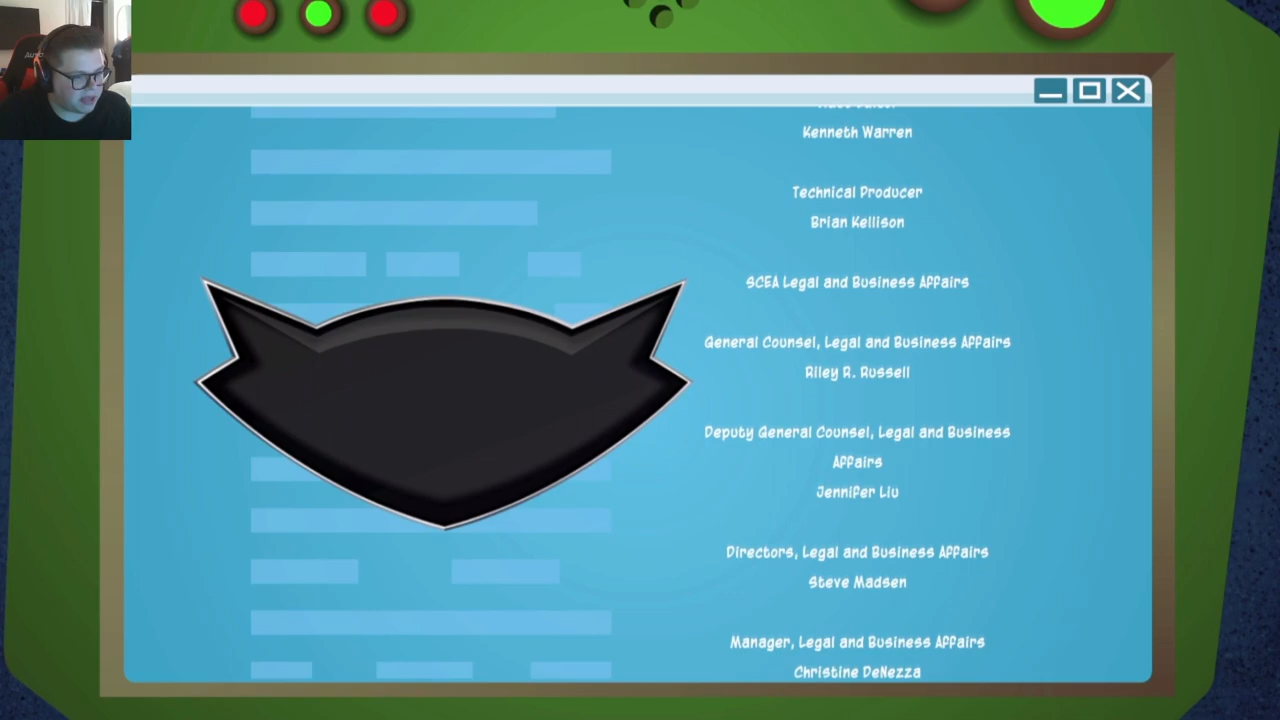 Kenneth Warren
Technical Producer
Brian Kellison
SCEA Legal and Business Affairs
General Counsel, Legal and Business Affairs
Riley R. Russell
Deputy General Counsel, Legal and Business
Affairs
Jennifer Liu
Directors, Legal and Business Affairs
Steve Madsen
Manager, Legal and Business Affairs
Christine DeNezza